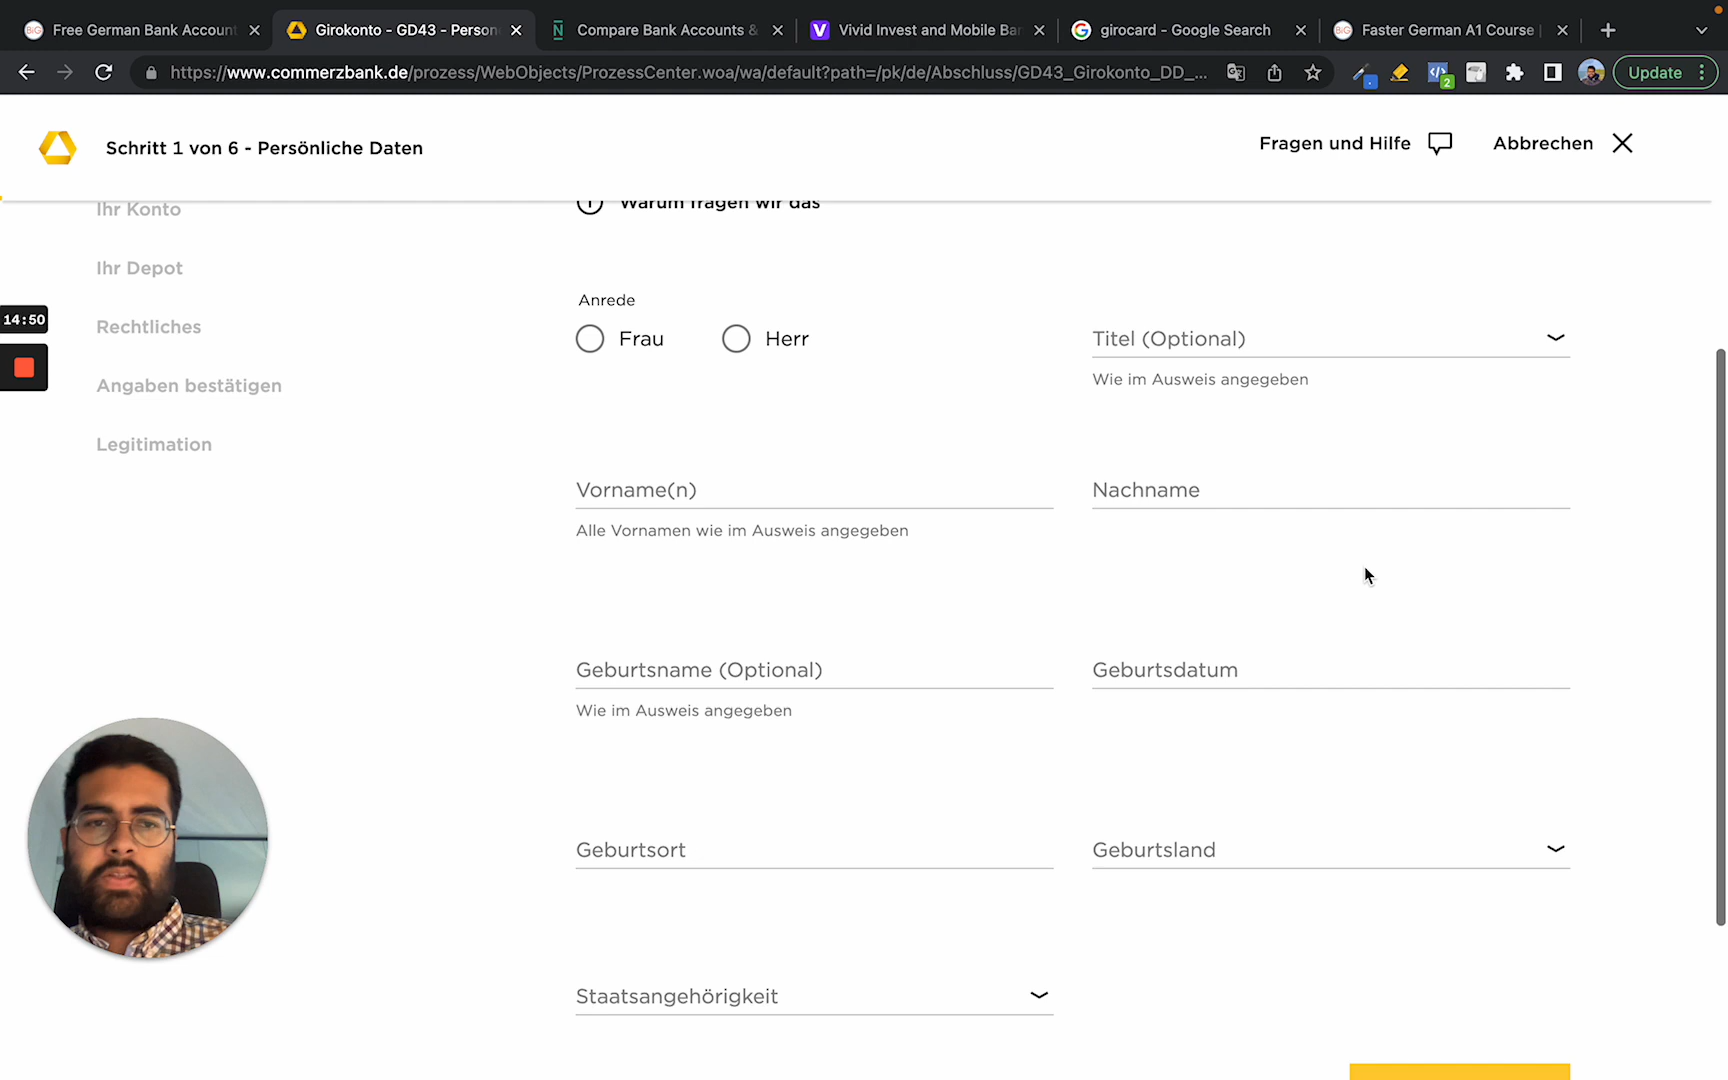 Free German Bank Account
Girokonto - GD43 - Person
Compare Bank Accounts &
Vivid Invest and Mobile Ban
girocard - Google Search
Faster German A1 Course |
https://www.commerzbank.de/prozess/WebObjects/ProzessCenter.woa/wa/default?path=/pk/de/Abschluss/GD43_Girokonto_DD_...
2
Update
Schritt 1 von 6 - Persönliche Daten
Fragen und Hilfe
Abbrechen
Ihr Konto
Warum fragen wir das
Ihr Depot
Anrede
14:50
Rechtliches
Frau
Herr
Titel (Optional)
Wie im Ausweis angegeben
Angaben bestätigen
Legitimation
Vorname(n)
Nachname
Alle Vornamen wie im Ausweis angegeben
Geburtsname (Optional)
Geburtsdatum
Wie im Ausweis angegeben
Geburtsort
Geburtsland
Staatsangehörigkeit